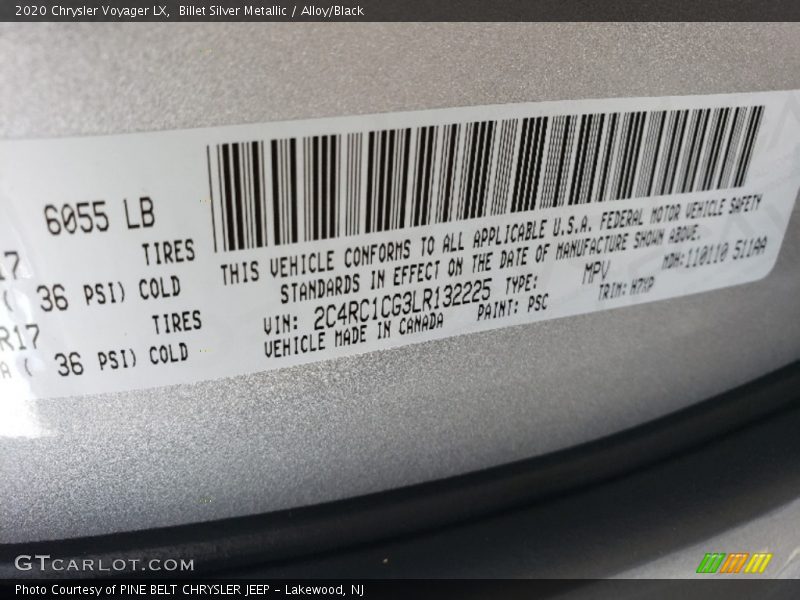 2020 Chrysler Voyager LX,  Billet Silver Metallic / Alloy/Black
6055 LB
17 TIRES
( 36 PSI) COLD
R17 TIRES
A ( 36 PSI) COLD
THIS VEHICLE CONFORMS TO ALL APPLICABLE U.S.A. FEDERAL MOTOR VEHICLE SAFETY
STANDARDS IN EFFECT ON THE DATE OF MANUFACTURE SHOWN ABOVE.
VIN: 2C4RC1CG3LR132225 TYPE: MPV MDH:110110 511AA
VEHICLE MADE IN CANADA PAINT: PSC TRIM: H7XP
GTCARLOT.COM
Photo Courtesy of PINE BELT CHRYSLER JEEP - Lakewood, NJ